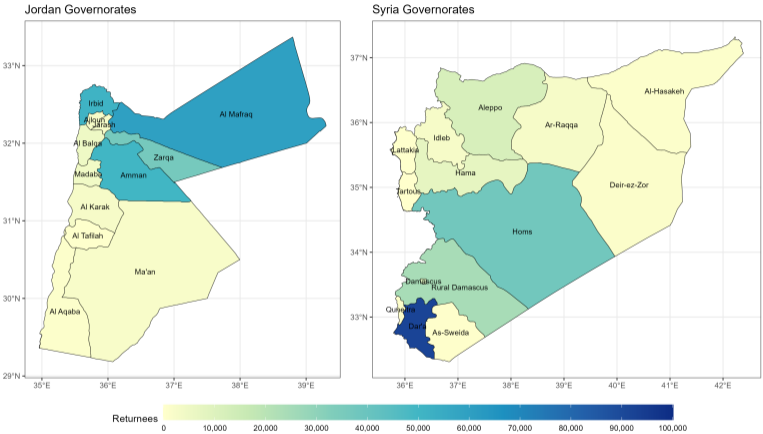 Jordan Governorates
Syria Governorates
33°N
32°N
31°N
30°N
29°N
35°E
36°E
37°E
38°E
39°E
Irbid
Ajloun
Jarash
Al Mafraq
Al Balqa
Zarqa
Madaba
Amman
Al Karak
Al Tafilah
Ma'an
Al Aqaba
37°N
36°N
35°N
34°N
33°N
36°E
37°E
38°E
39°E
40°E
41°E
42°E
Al-Hasakeh
Aleppo
Ar-Raqqa
Idleb
Lattakia
Hama
Deir-ez-Zor
Tartous
Homs
Damascus
Rural Damascus
Quneitra
Dar'a
As-Sweida
Returnees
0
10,000
20,000
30,000
40,000
50,000
60,000
70,000
80,000
90,000
100,000